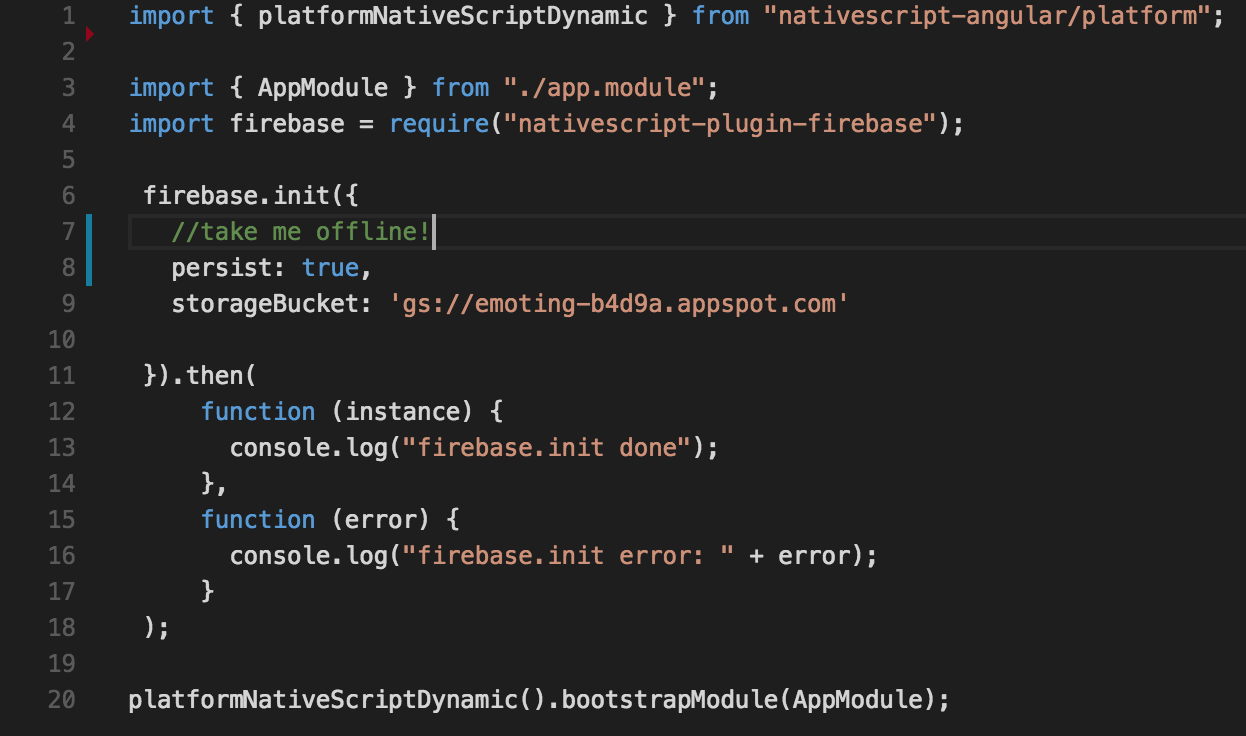 1 import { platformNativeScriptDynamic } from "nativescript-angular/platform";
2
3 import { AppModule } from "./app.module";
4 import firebase = require("nativescript-plugin-firebase");
5
6 firebase.init({
7 //take me offline!
8 persist: true,
9 storageBucket: 'gs://emoting-b4d9a.appspot.com'
10
11 }).then(
12 function (instance) {
13 console.log("firebase.init done");
14 },
15 function (error) {
16 console.log("firebase.init error: " + error);
17 }
18 );
19
20 platformNativeScriptDynamic().bootstrapModule(AppModule);